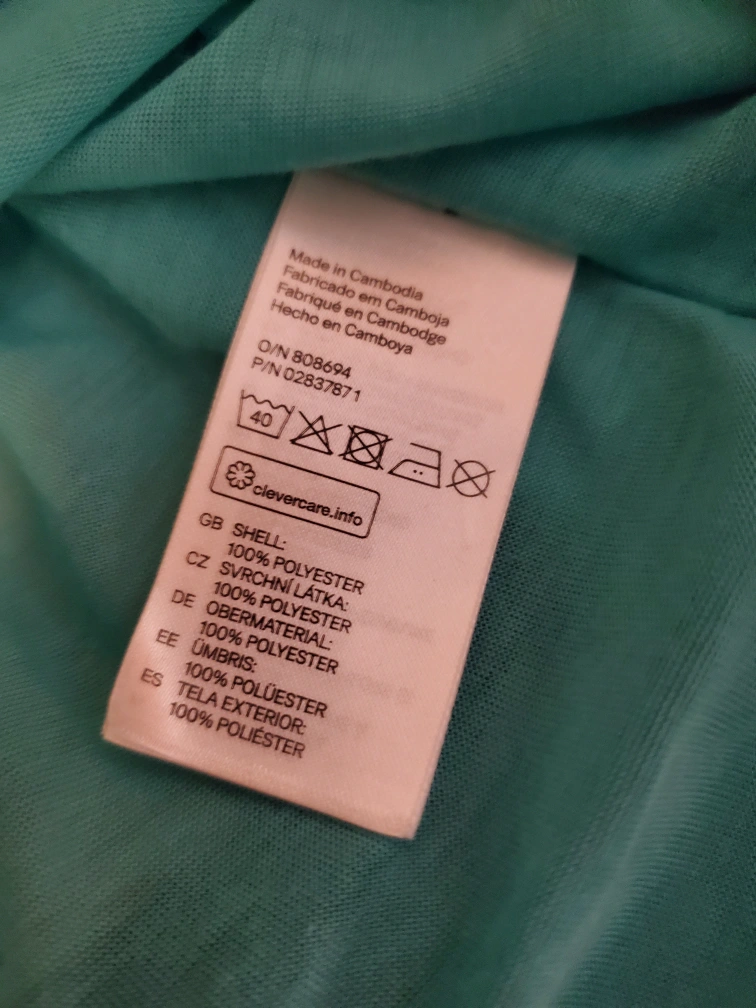 Made in Cambodia
Fabricado em Camboja
Fabriqué en Cambodge
Hecho en Camboya
O/N 808694
P/N 02837871
40
clevercare.info
GB SHELL:
100% POLYESTER
CZ SVRCHNÍ LÁTKA:
100% POLYESTER
DE OBERMATERIAL:
100% POLYESTER
EE ÜMBRIS:
100% POLÜESTER
ES TELA EXTERIOR:
100% POLIÉSTER